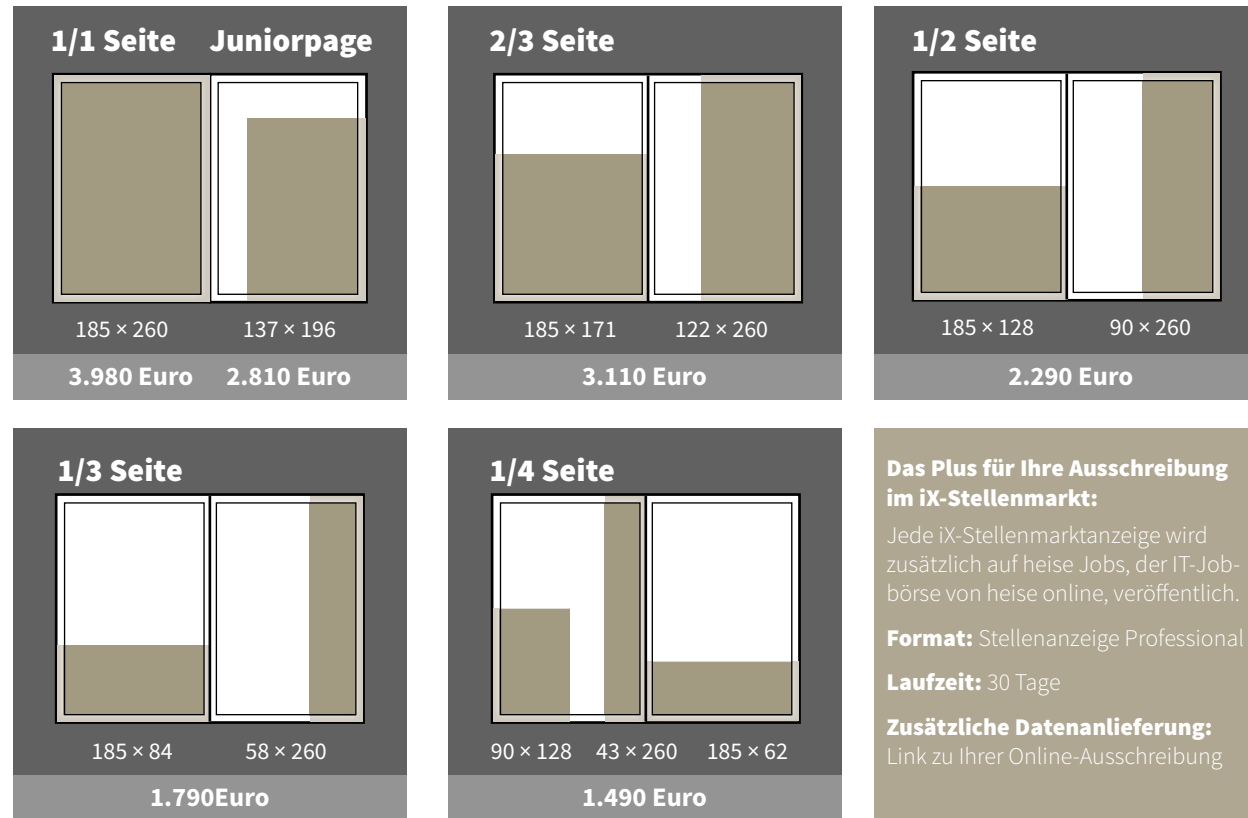 1/1 Seite Juniorpage
185 × 260 137 × 196
3.980 Euro 2.810 Euro
2/3 Seite
185 × 171 122 × 260
3.110 Euro
1/2 Seite
185 × 128 90 × 260
2.290 Euro
1/3 Seite
185 × 84 58 × 260
1.790Euro
1/4 Seite
90 × 128 43 × 260 185 × 62
1.490 Euro
Das Plus für Ihre Ausschreibung
im iX-Stellenmarkt:
Jede iX-Stellenmarktanzeige wird
zusätzlich auf heise Jobs, der IT-Job-
börse von heise online, veröffentlich.
Format: Stellenanzeige Professional
Laufzeit: 30 Tage
Zusätzliche Datenanlieferung:
Link zu Ihrer Online-Ausschreibung